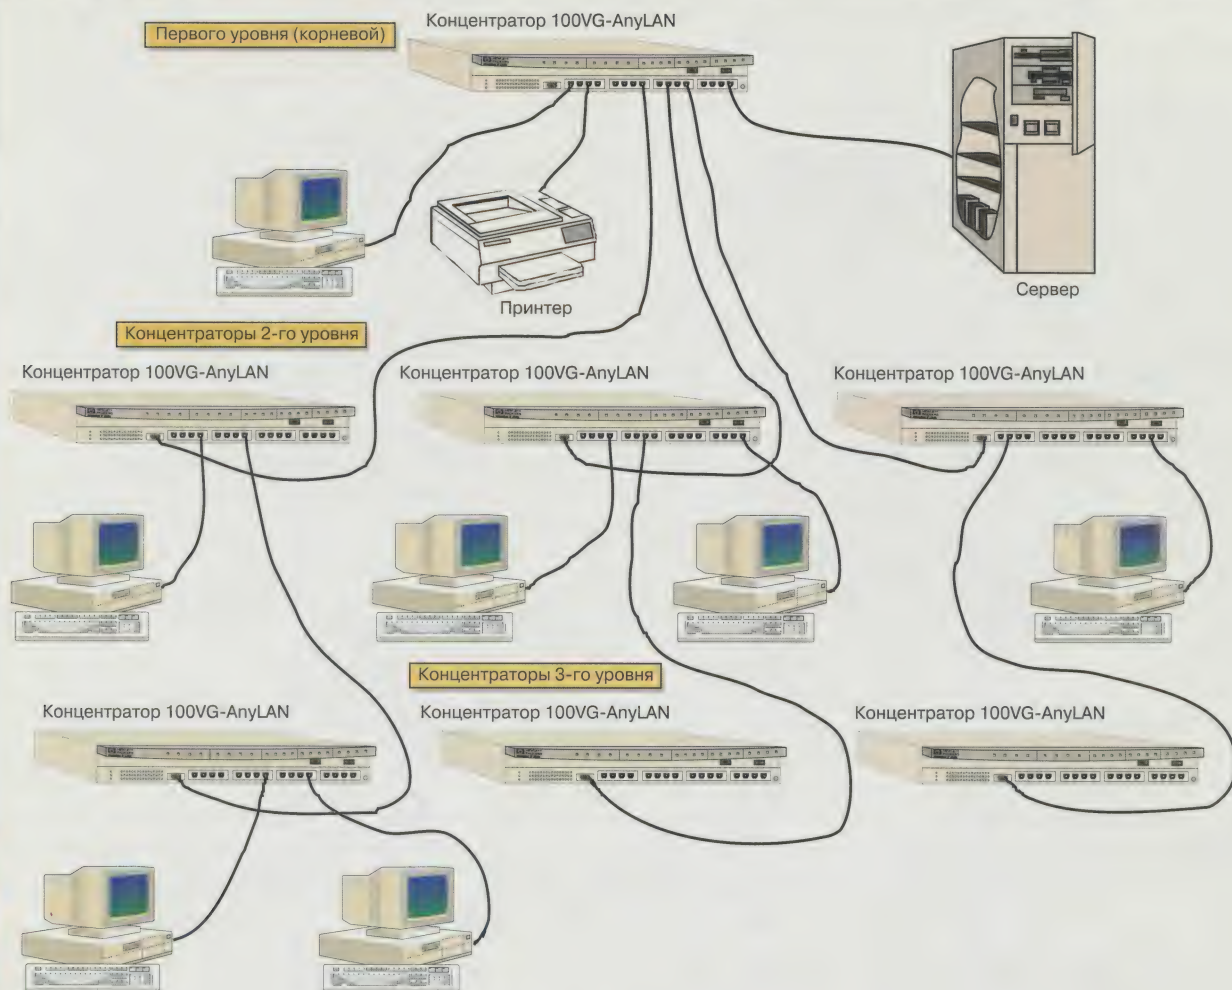 Концентратор 100VG-AnyLAN
Первого уровня (корневой)
Принтер
Сервер
Концентраторы 2-го уровня
Концентратор 100VG-AnyLAN
Концентратор 100VG-AnyLAN
Концентратор 100VG-AnyLAN
Концентраторы 3-го уровня
Концентратор 100VG-AnyLAN
Концентратор 100VG-AnyLAN
Концентратор 100VG-AnyLAN